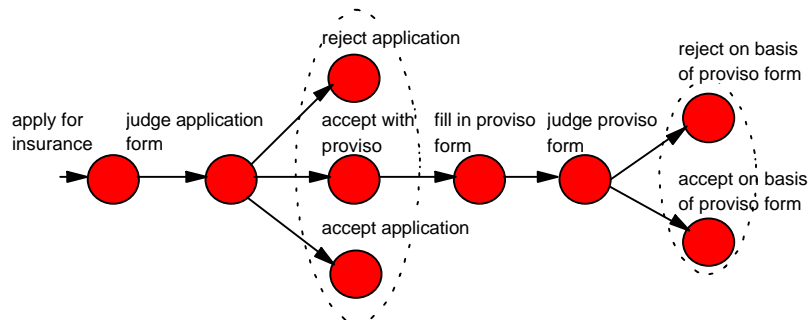 reject application
reject on basis
of proviso form
apply for
insurance
judge application
form
accept with
proviso
fill in proviso
form
judge proviso
form
accept on basis
of proviso form
accept application